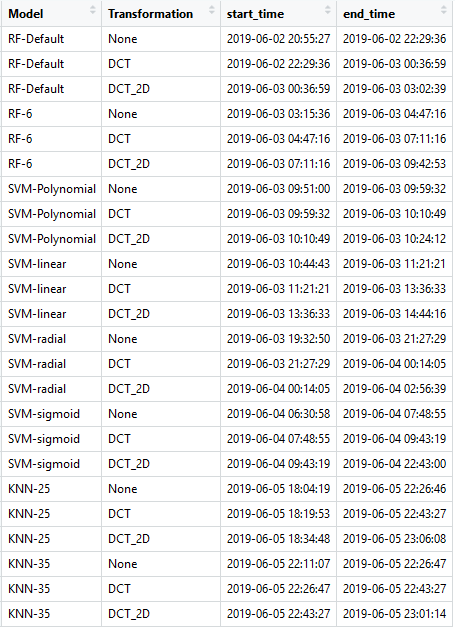 Model Transformation start_time end_time
RF-Default None 2019-06-02 20:55:27 2019-06-02 22:29:36
RF-Default DCT 2019-06-02 22:29:36 2019-06-03 00:36:59
RF-Default DCT_2D 2019-06-03 00:36:59 2019-06-03 03:02:39
RF-6 None 2019-06-03 03:15:36 2019-06-03 04:47:16
RF-6 DCT 2019-06-03 04:47:16 2019-06-03 07:11:16
RF-6 DCT_2D 2019-06-03 07:11:16 2019-06-03 09:42:53
SVM-Polynomial None 2019-06-03 09:51:00 2019-06-03 09:59:32
SVM-Polynomial DCT 2019-06-03 09:59:32 2019-06-03 10:10:49
SVM-Polynomial DCT_2D 2019-06-03 10:10:49 2019-06-03 10:24:12
SVM-linear None 2019-06-03 10:44:43 2019-06-03 11:21:21
SVM-linear DCT 2019-06-03 11:21:21 2019-06-03 13:36:33
SVM-linear DCT_2D 2019-06-03 13:36:33 2019-06-03 14:44:16
SVM-radial None 2019-06-03 19:32:50 2019-06-03 21:27:29
SVM-radial DCT 2019-06-03 21:27:29 2019-06-04 00:14:05
SVM-radial DCT_2D 2019-06-04 00:14:05 2019-06-04 02:56:39
SVM-sigmoid None 2019-06-04 06:30:58 2019-06-04 07:48:55
SVM-sigmoid DCT 2019-06-04 07:48:55 2019-06-04 09:43:19
SVM-sigmoid DCT_2D 2019-06-04 09:43:19 2019-06-04 22:43:00
KNN-25 None 2019-06-05 18:04:19 2019-06-05 22:26:46
KNN-25 DCT 2019-06-05 18:19:53 2019-06-05 22:43:27
KNN-25 DCT_2D 2019-06-05 18:34:48 2019-06-05 23:06:08
KNN-35 None 2019-06-05 22:11:07 2019-06-05 22:26:47
KNN-35 DCT 2019-06-05 22:26:47 2019-06-05 22:43:27
KNN-35 DCT_2D 2019-06-05 22:43:27 2019-06-05 23:01:14